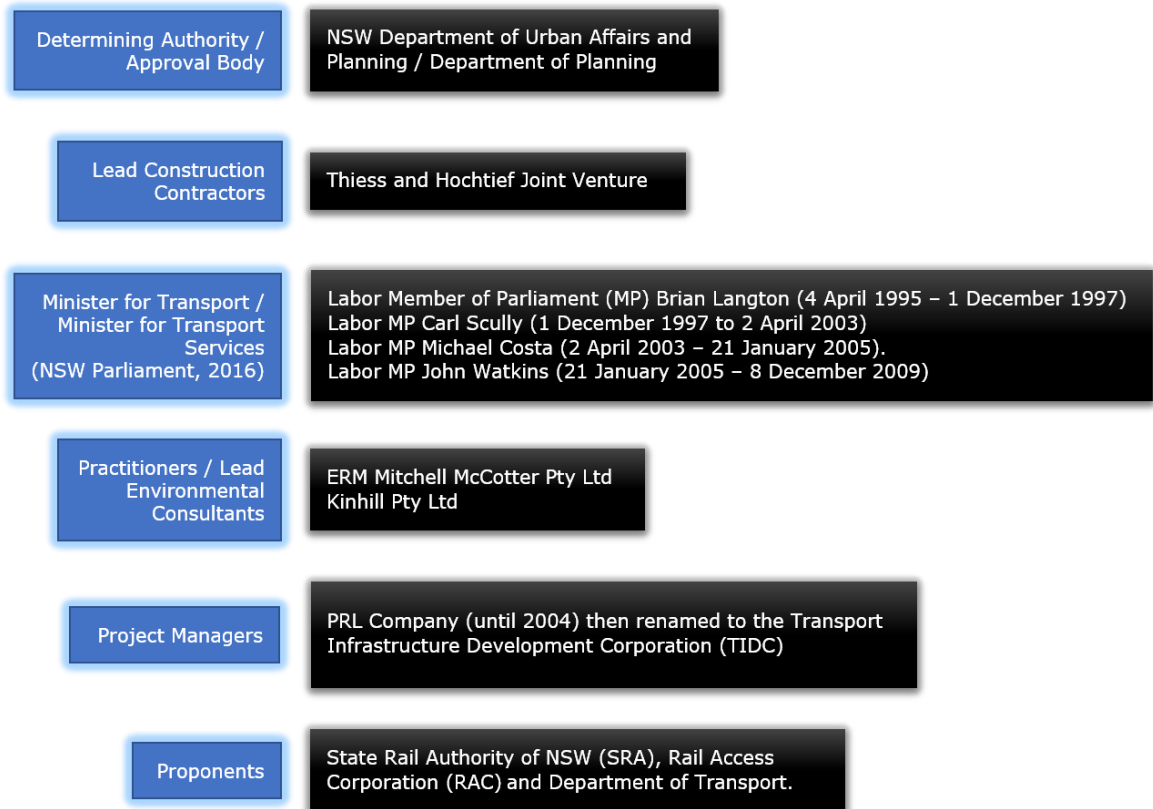 Determining Authority /
Approval Body
NSW Department of Urban Affairs and
Planning / Department of Planning
Lead Construction
Contractors
Thiess and Hochtief Joint Venture
Minister for Transport /
Minister for Transport
Services
(NSW Parliament, 2016)
Labor Member of Parliament (MP) Brian Langton (4 April 1995 – 1 December 1997)
Labor MP Carl Scully (1 December 1997 to 2 April 2003)
Labor MP Michael Costa (2 April 2003 – 21 January 2005).
Labor MP John Watkins (21 January 2005 – 8 December 2009)
Practitioners / Lead
Environmental
Consultants
ERM Mitchell McCotter Pty Ltd
Kinhill Pty Ltd
Project Managers
PRL Company (until 2004) then renamed to the Transport
Infrastructure Development Corporation (TIDC)
Proponents
State Rail Authority of NSW (SRA), Rail Access
Corporation (RAC) and Department of Transport.